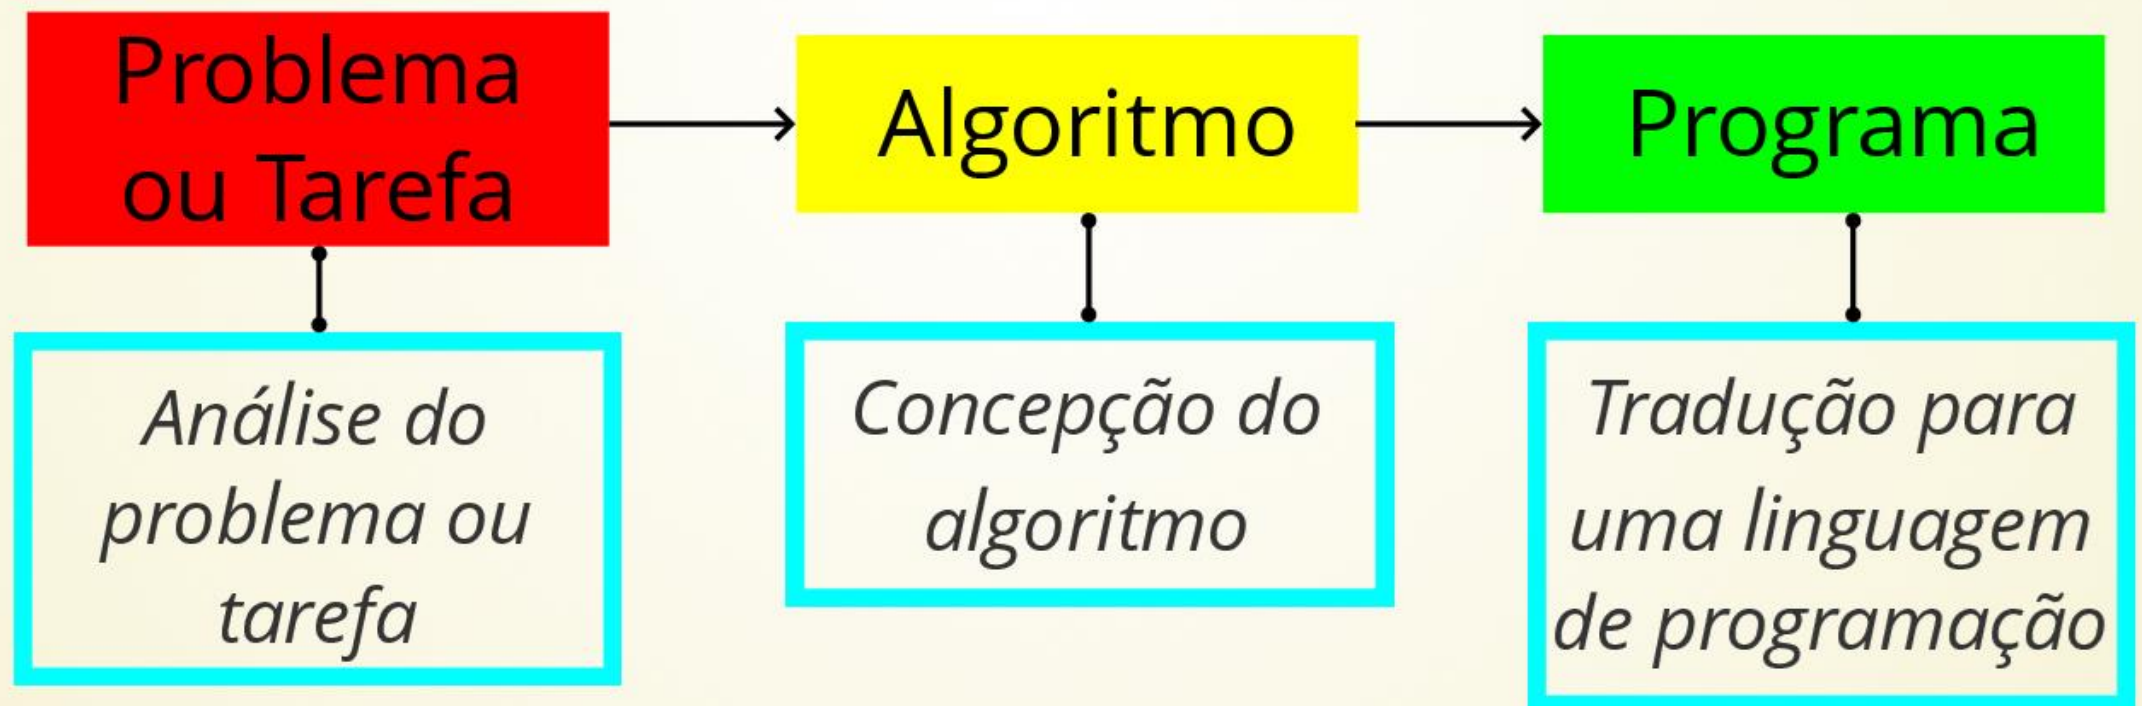 Problema
ou Tarefa
Algoritmo
Programa
Análise do
problema ou
tarefa
Concepção do
algoritmo
Tradução para
uma linguagem
de programação